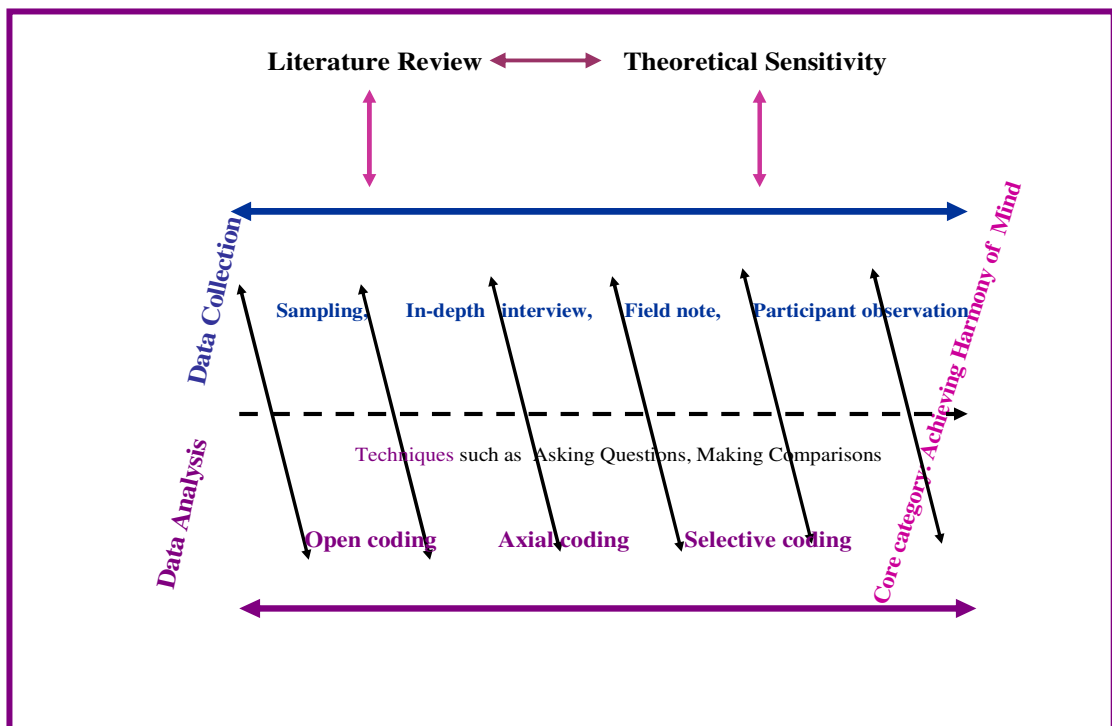 Literature Review Theoretical Sensitivity
Data Collection
Sampling, In-depth interview, Field note, Participant observation
Techniques such as Asking Questions, Making Comparisons
Data Analysis
Open coding Axial coding Selective coding
Core category: Achieving Harmony of Mind